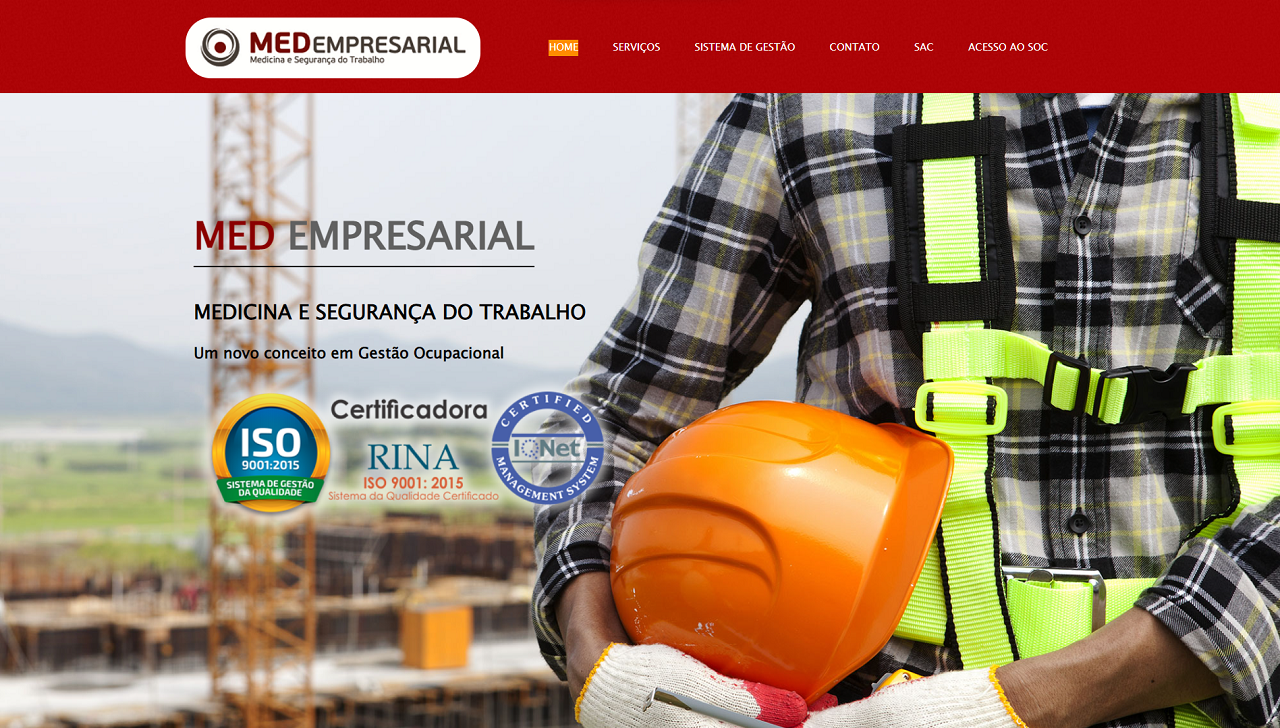 MEDEMPRESARIAL
Medicina e Segurança do Trabalho
HOME
SERVIÇOS
SISTEMA DE GESTÃO
CONTATO
SAC
ACESSO AO SOC
MED EMPRESARIAL
MEDICINA E SEGURANÇA DO TRABALHO
Um novo conceito em Gestão Ocupacional
ISO
9001:2015
SISTEMA DE GESTÃO
DA QUALIDADE
Certificadora
RINA
ISO 9001: 2015
Sistema da Qualidade Certificado
CERTIFIED
IQNet
MANAGEMENT SYSTEM